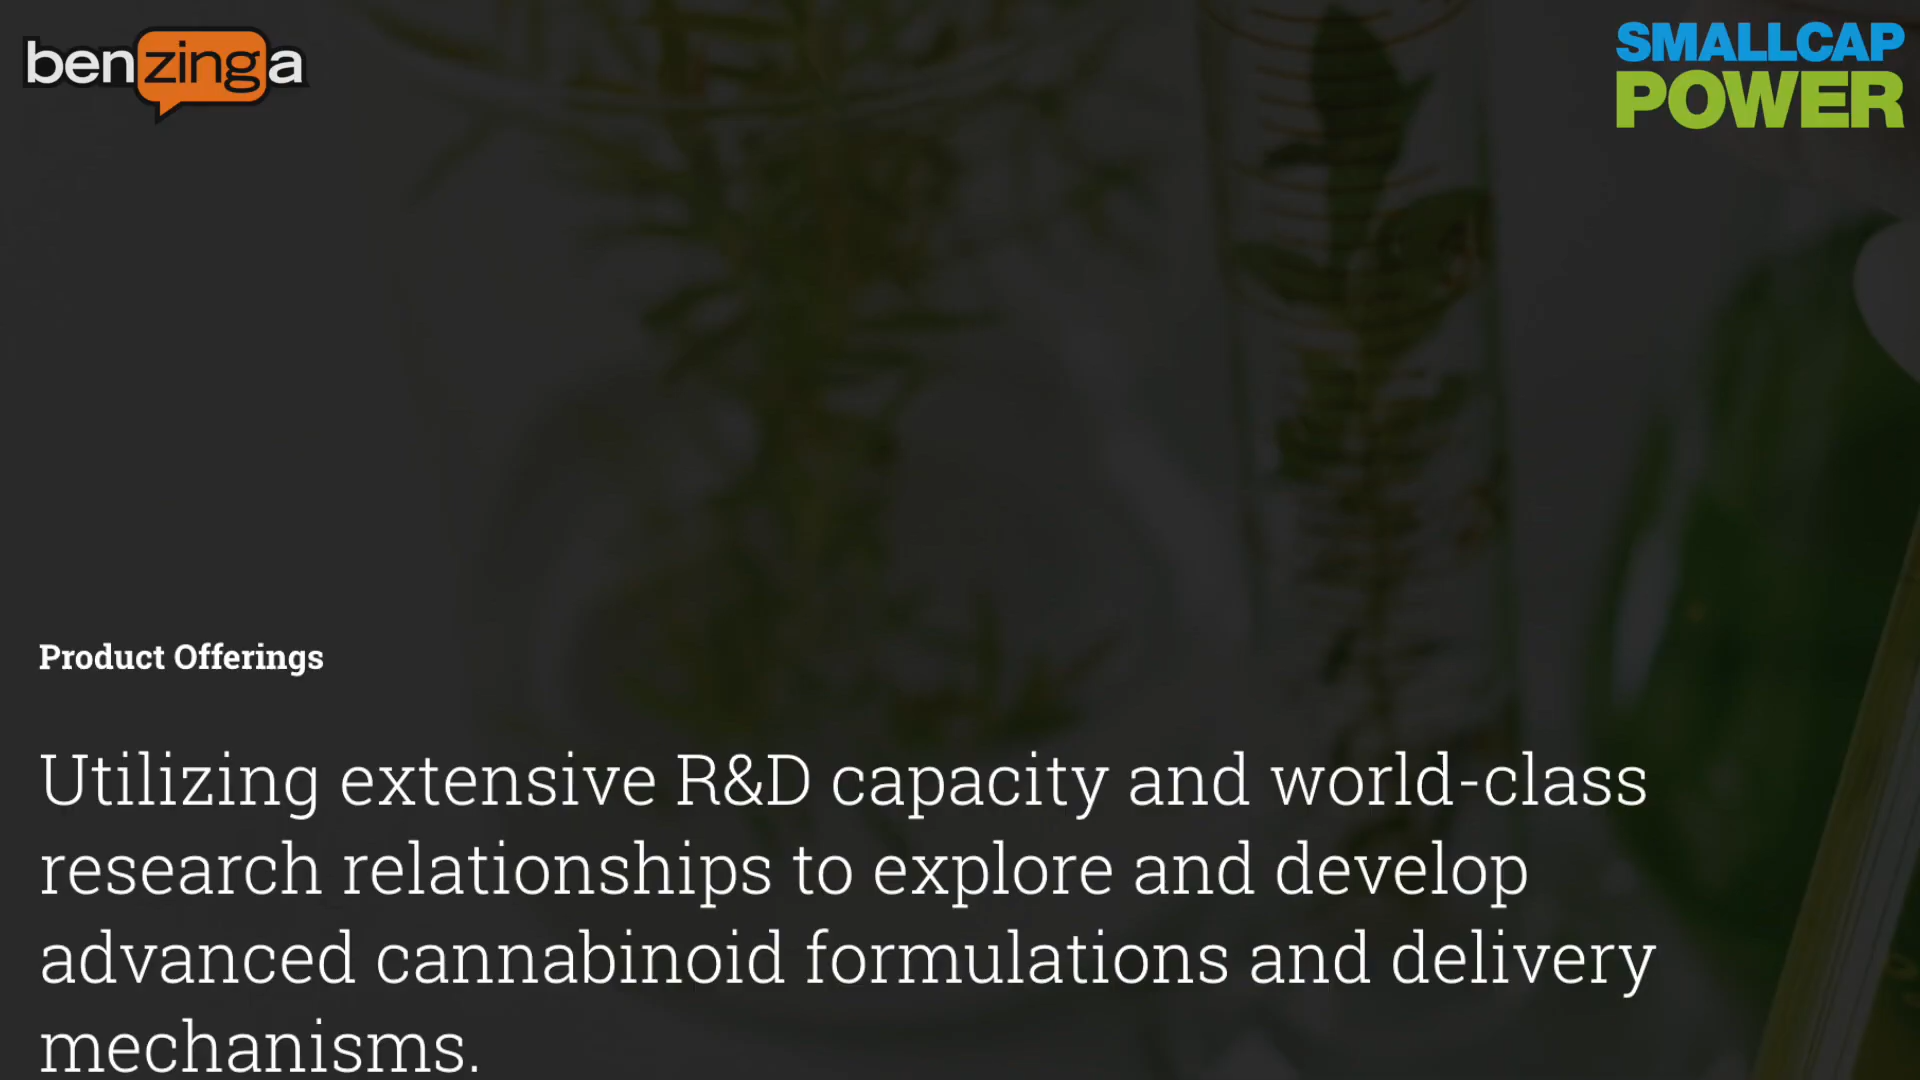 benzinga
SMALLCAP
POWER
Product Offerings
Utilizing extensive R&D capacity and world-class
research relationships to explore and develop
advanced cannabinoid formulations and delivery
mechanisms.